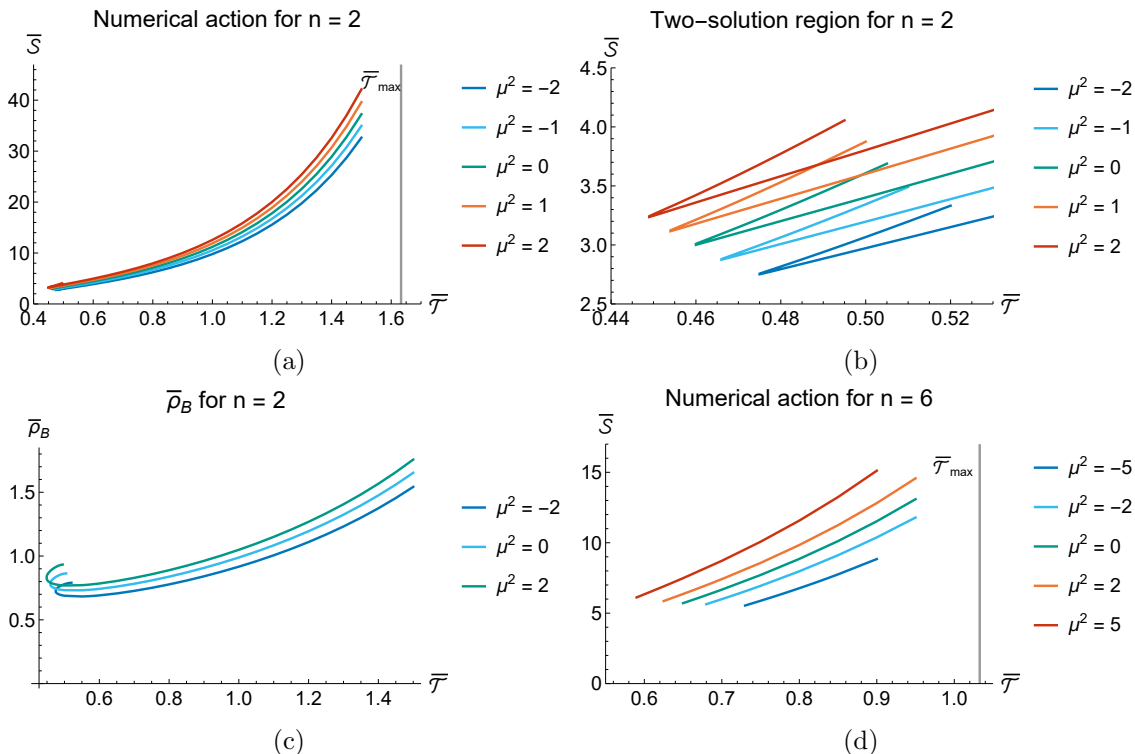 Numerical action for n = 2
S̅
40
30
20
10
0
0.4 0.6 0.8 1.0 1.2 1.4 1.6
𝒯̅
𝒯̅max
μ² = −2
μ² = −1
μ² = 0
μ² = 1
μ² = 2
(a)
Two−solution region for n = 2
S̅
4.5
4.0
3.5
3.0
2.5
0.44 0.46 0.48 0.50 0.52
𝒯̅
μ² = −2
μ² = −1
μ² = 0
μ² = 1
μ² = 2
(b)
ρ̅B for n = 2
ρ̅B
1.5
1.0
0.5
0.6 0.8 1.0 1.2 1.4
𝒯̅
μ² = −2
μ² = 0
μ² = 2
(c)
Numerical action for n = 6
S̅
15
10
5
0
0.6 0.7 0.8 0.9 1.0
𝒯̅
𝒯̅max
μ² = −5
μ² = −2
μ² = 0
μ² = 2
μ² = 5
(d)